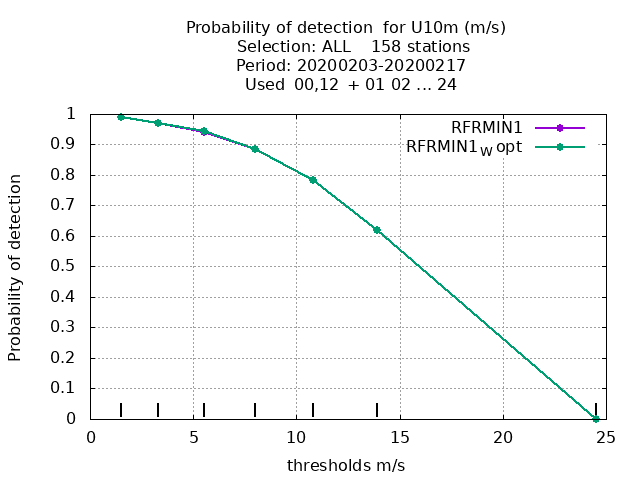 Probability of detection  for U10m (m/s)
Selection: ALL    158 stations
Period: 20200203-20200217
Used  00,12  + 01 02 ... 24
RFRMIN1
RFRMIN1W opt
Probability of detection
1
0.9
0.8
0.7
0.6
0.5
0.4
0.3
0.2
0.1
0
0 5 10 15 20 25
thresholds m/s